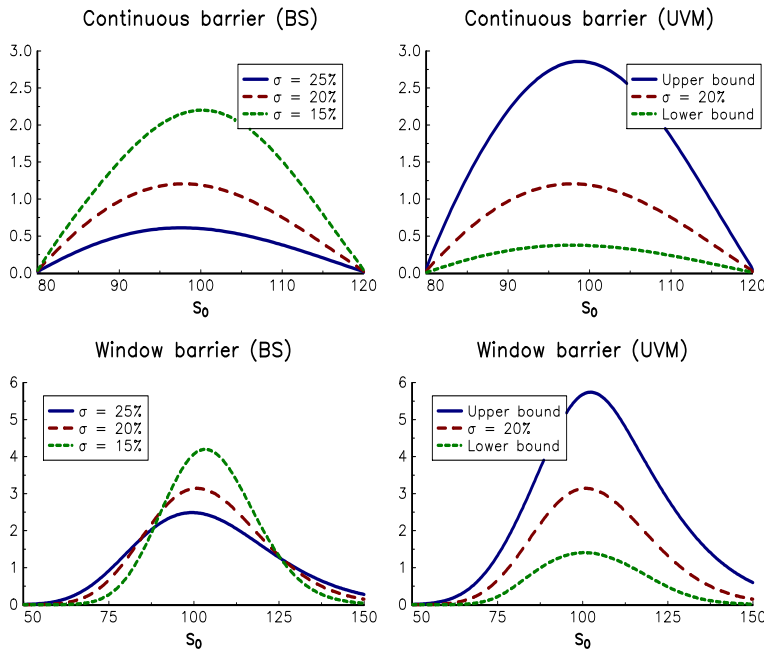 Continuous barrier (BS)
3.0
2.5
2.0
1.5
1.0
0.5
0.0
σ = 25%
σ = 20%
σ = 15%
80 90 100 110 120
S0
Continuous barrier (UVM)
3.0
2.5
2.0
1.5
1.0
0.5
0.0
Upper bound
σ = 20%
Lower bound
80 90 100 110 120
S0
Window barrier (BS)
6
5
4
3
2
1
0
σ = 25%
σ = 20%
σ = 15%
50 75 100 125 150
S0
Window barrier (UVM)
6
5
4
3
2
1
0
Upper bound
σ = 20%
Lower bound
50 75 100 125 150
S0